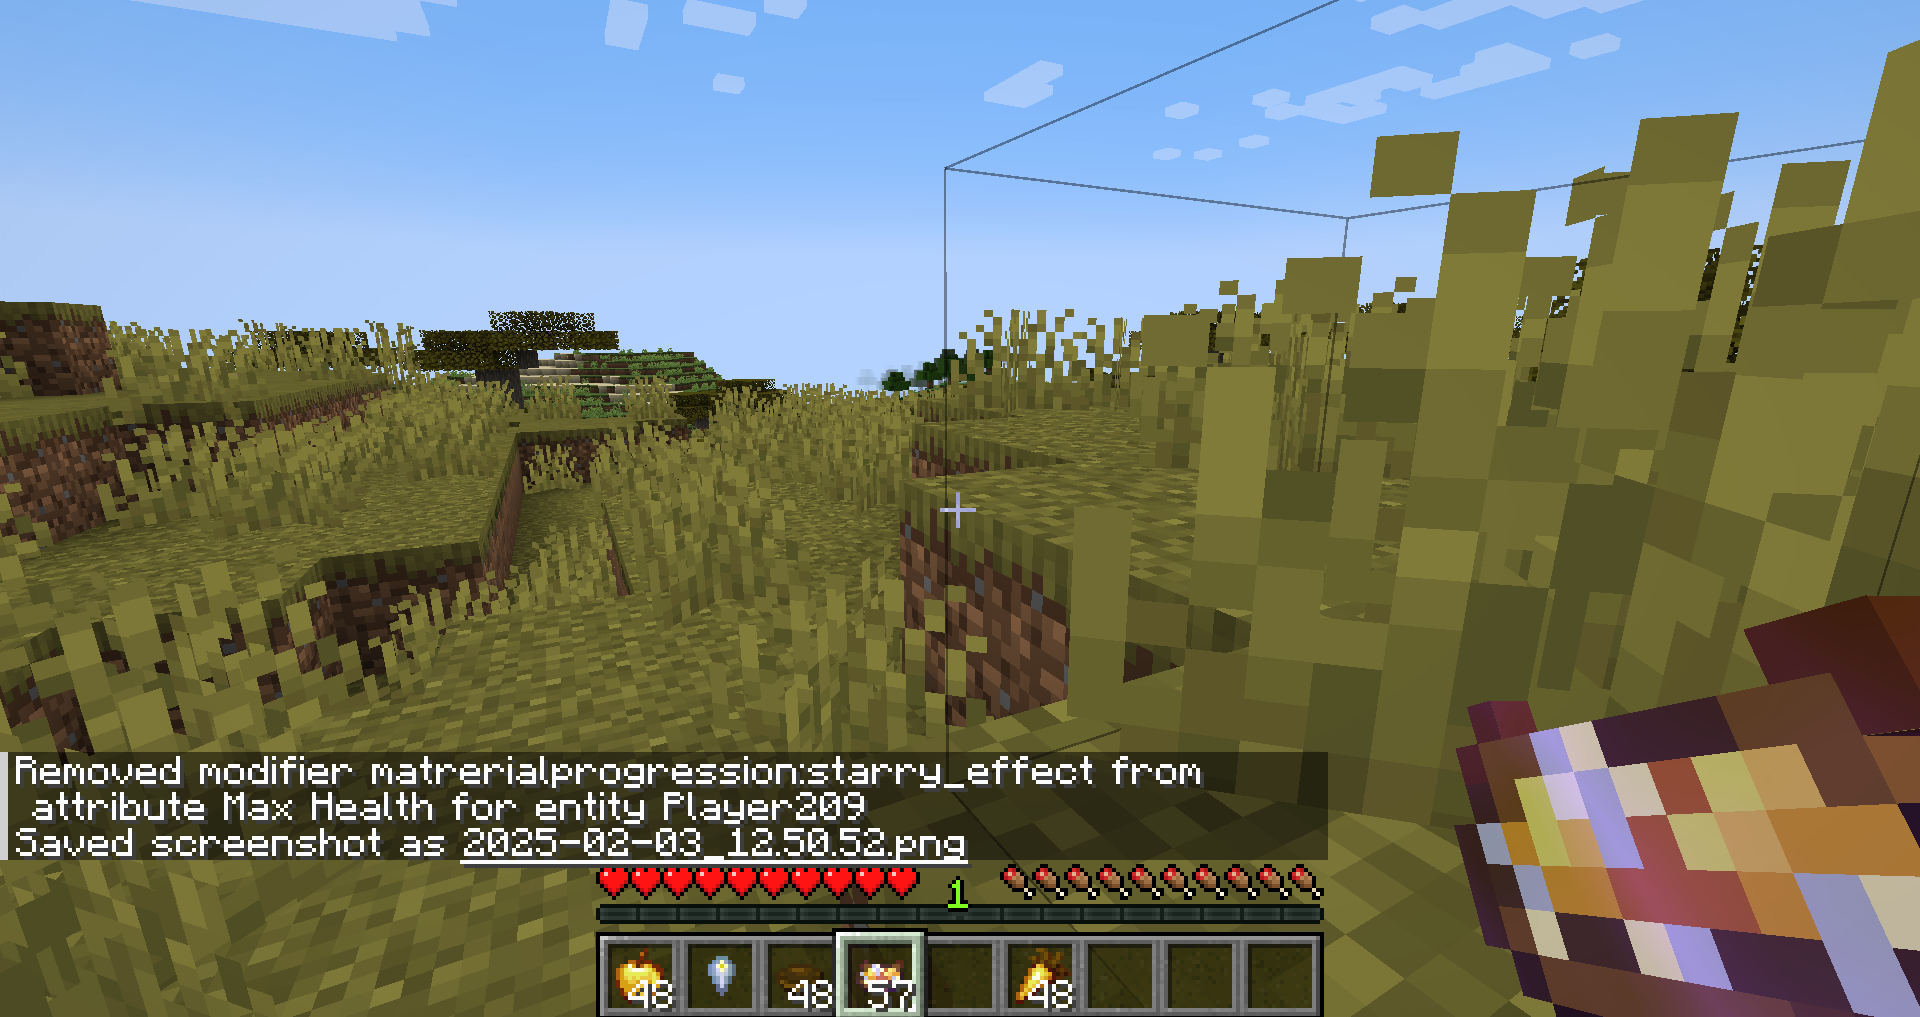 Removed modifier matrerialprogression:starry_effect from
attribute Max Health for entity Player209
Saved screenshot as 2025-02-03_12.50.52.png
1
48 48 57 48